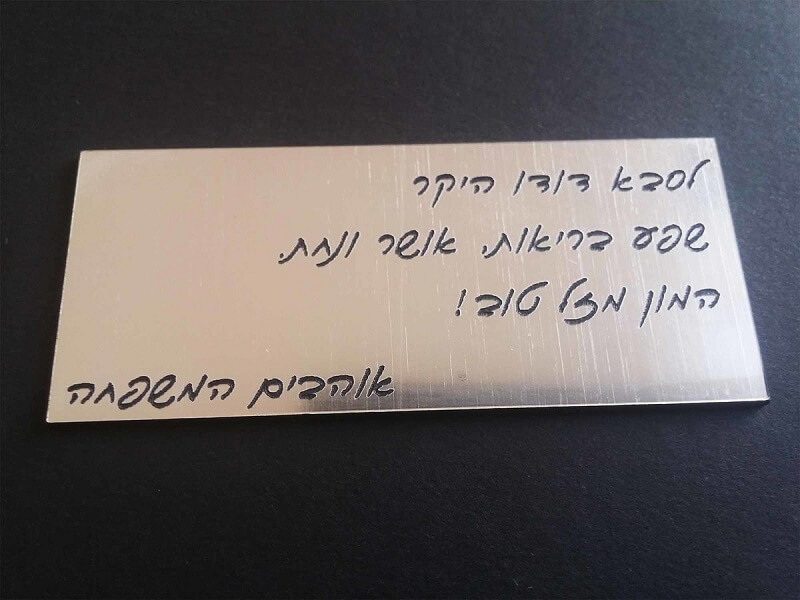 לסבא דודו היקר
שפע בריאות, אושר ונחת.
המון מזל טוב!
אוהבים המשפחה